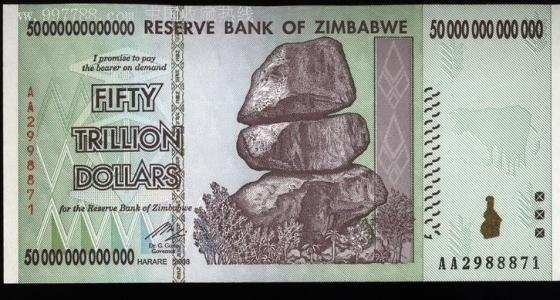 www.997788.com 中国收藏热线
50000000000000 RESERVE BANK OF ZIMBABWE 50 000 000 000 000
I promise to pay
the bearer on demand
FIFTY
TRILLION
DOLLARS
for the Reserve Bank of Zimbabwe
Dr. G. Gono
Governor
50 000 000 000 000
HARARE 2008
AA2988871
AA2988871